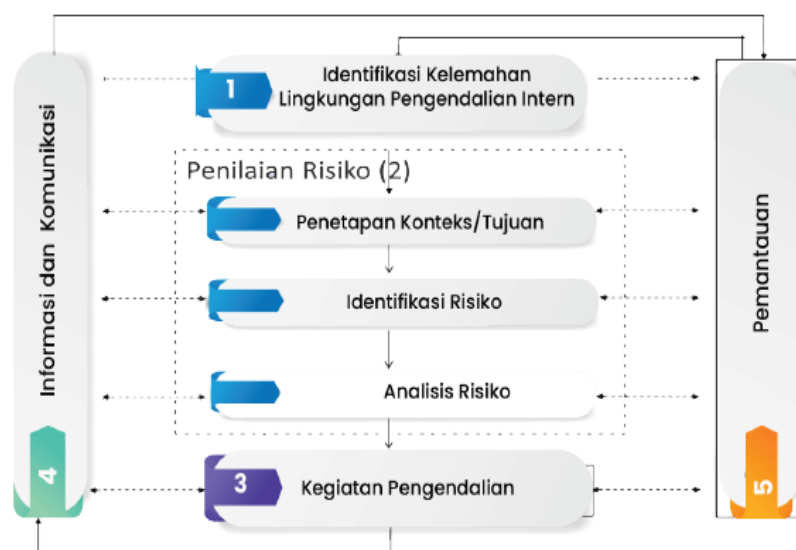 1
Identifikasi Kelemahan
Lingkungan Pengendalian Intern
Penilaian Risiko (2)
Penetapan Konteks/Tujuan
Identifikasi Risiko
Analisis Risiko
3
Kegiatan Pengendalian
Informasi dan Komunikasi
4
Pemantauan
5